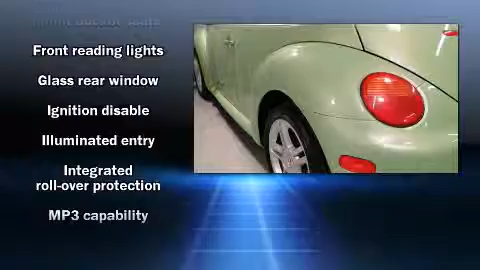 Front reading lights
Glass rear window
Ignition disable
Illuminated entry
Integrated
roll-over protection
MP3 capability